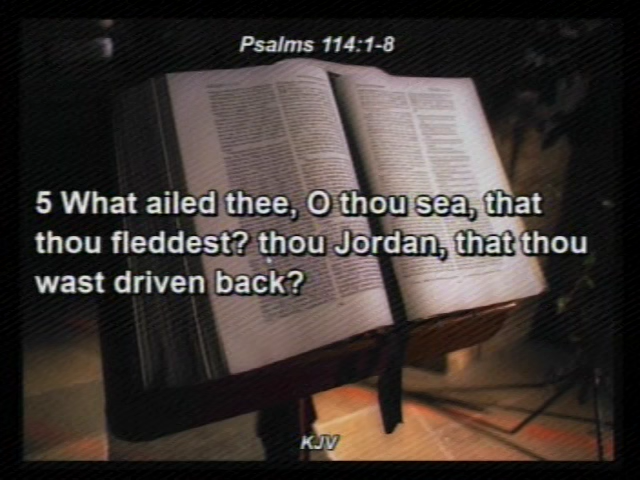 Psalms 114:1-8
5 What ailed thee, O thou sea, that
thou fleddest? thou Jordan, that thou
wast driven back?
KJV